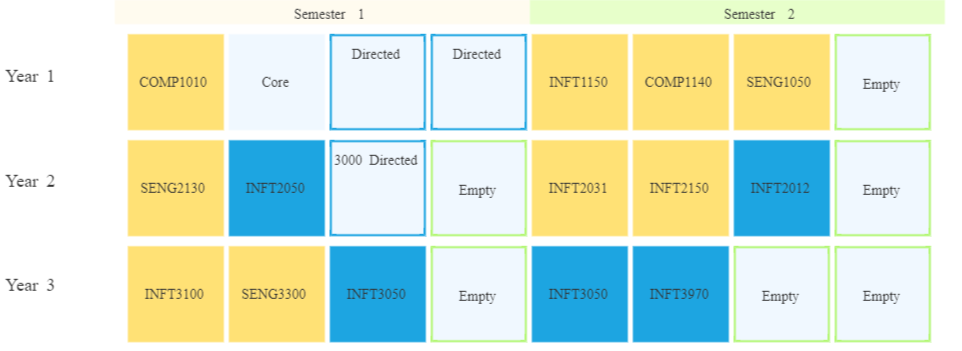 Semester 1 Semester 2
Year 1
COMP1010 Core Directed Directed INFT1150 COMP1140 SENG1050 Empty
Year 2
SENG2130 INFT2050 3000 Directed Empty INFT2031 INFT2150 INFT2012 Empty
Year 3
INFT3100 SENG3300 INFT3050 Empty INFT3050 INFT3970 Empty Empty